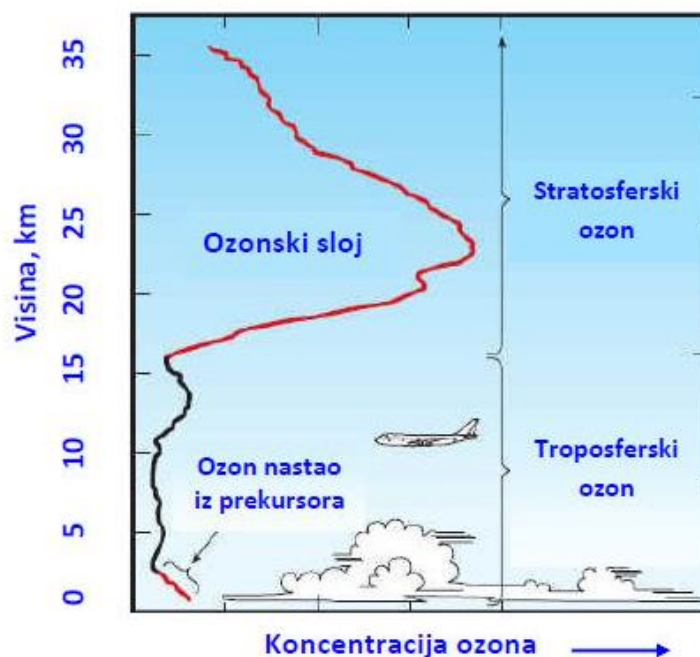 35
30
25
20
15
10
5
0
Visina, km
Ozonski sloj
Stratosferski
ozon
Ozon nastao
iz prekursora
Troposferski
ozon
Koncentracija ozona